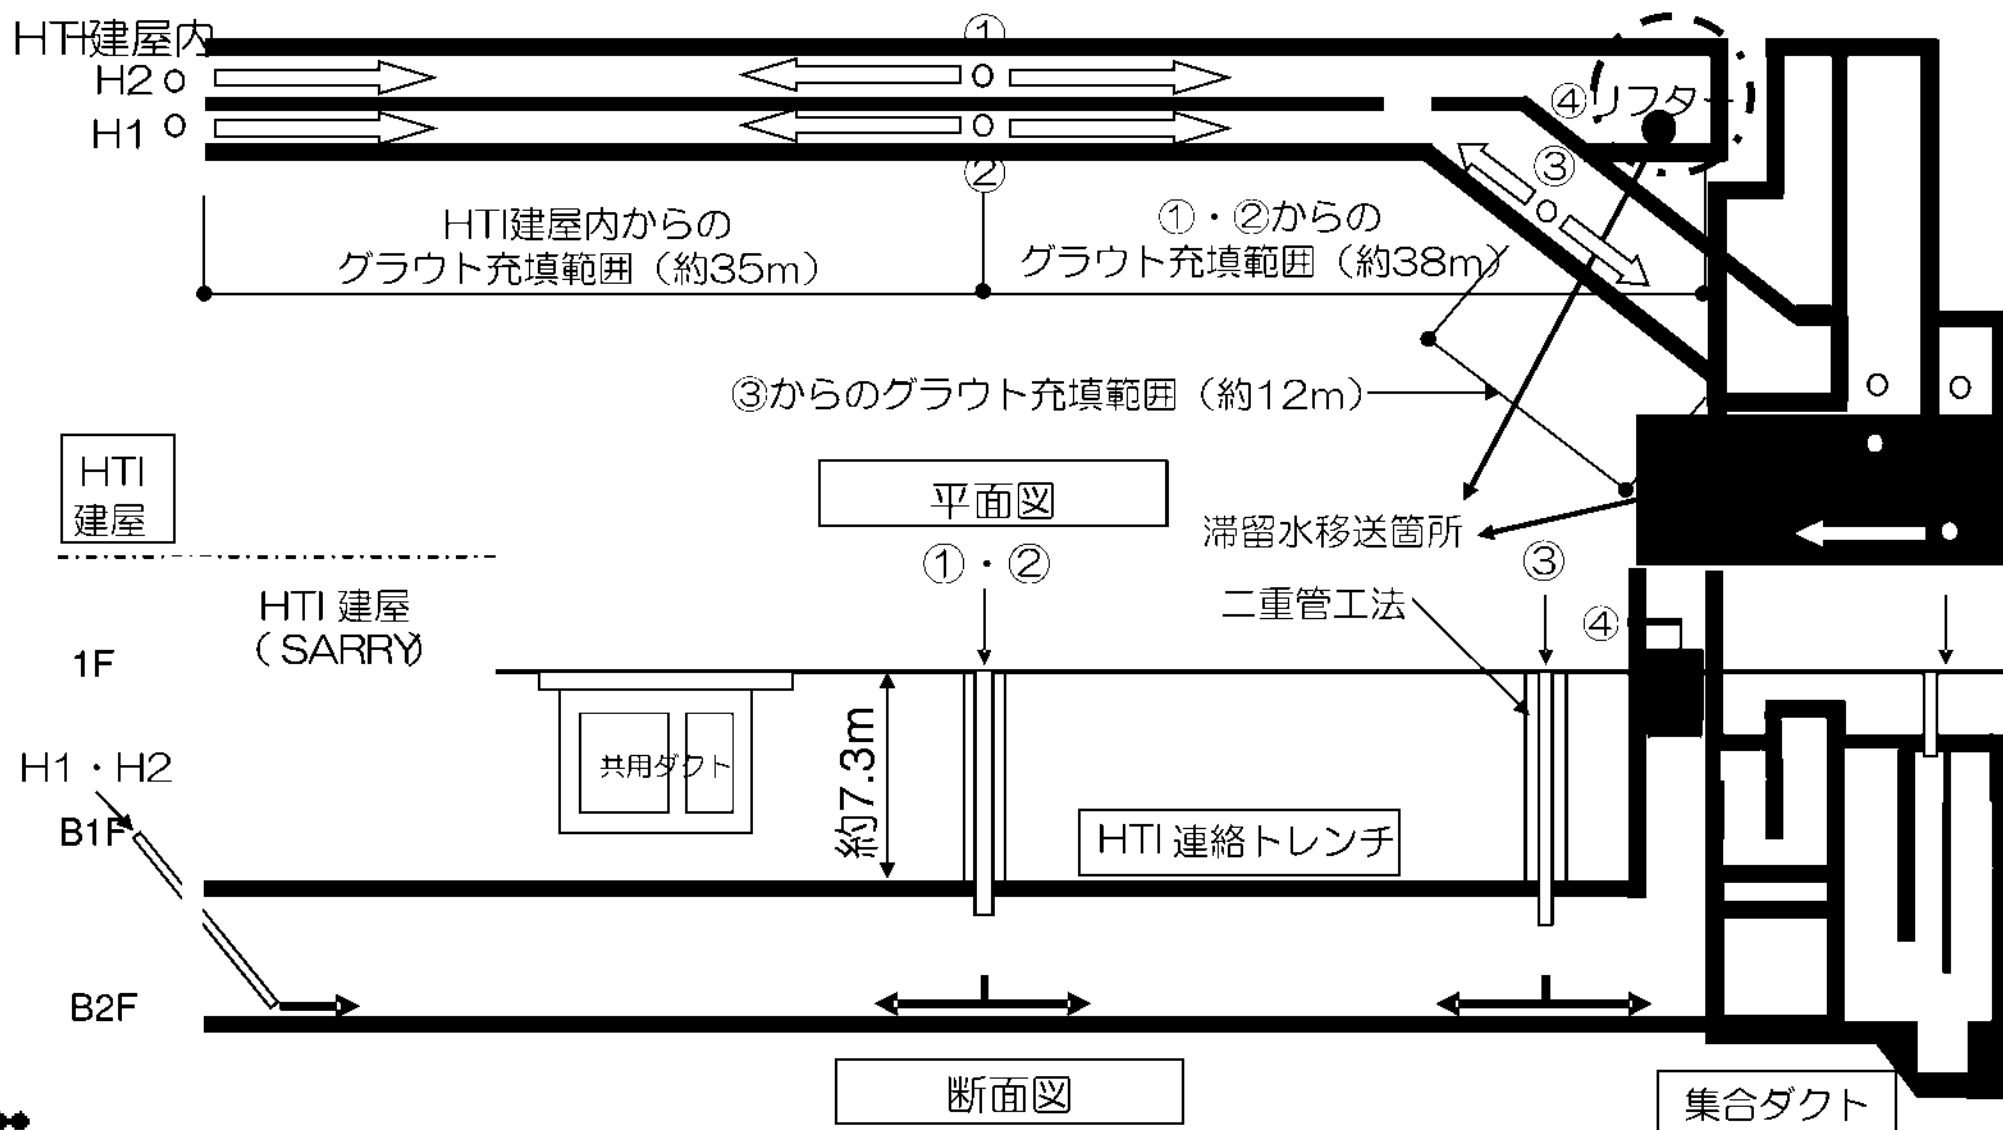 HTI建屋内
①
H2
④リフター
H1
③
②
HTI建屋内からの
グラウト充填範囲（約35m）
①・②からの
グラウト充填範囲（約38m）
③からのグラウト充填範囲（約12m）
HTI
建屋
平面図
滞留水移送箇所
①・②
③
HTI 建屋
（SARRY）
二重管工法
④
1F
約7.3m
共用ダクト
H1・H2
B1F
HTI 連絡トレンチ
B2F
断面図
集合ダクト